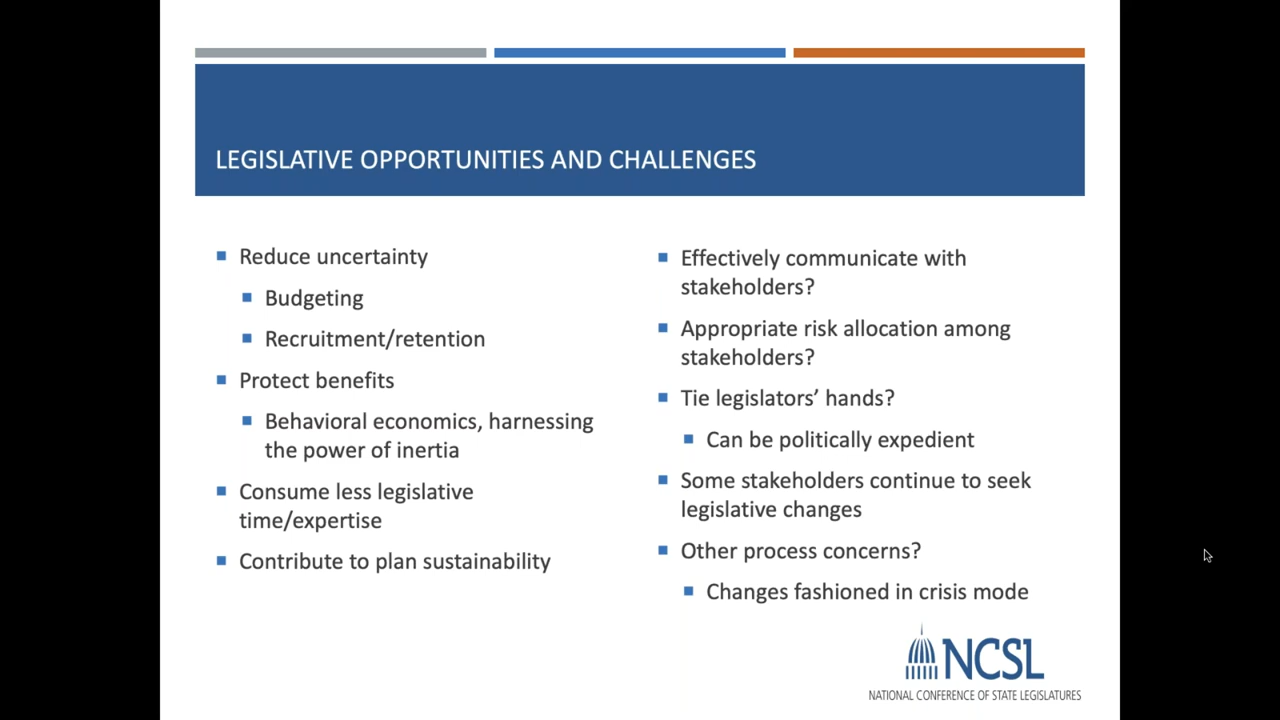 LEGISLATIVE OPPORTUNITIES AND CHALLENGES
Reduce uncertainty
Budgeting
Recruitment/retention
Protect benefits
Behavioral economics, harnessing
the power of inertia
Consume less legislative
time/expertise
Contribute to plan sustainability
Effectively communicate with
stakeholders?
Appropriate risk allocation among
stakeholders?
Tie legislators’ hands?
Can be politically expedient
Some stakeholders continue to seek
legislative changes
Other process concerns?
Changes fashioned in crisis mode
NCSL
NATIONAL CONFERENCE OF STATE LEGISLATURES